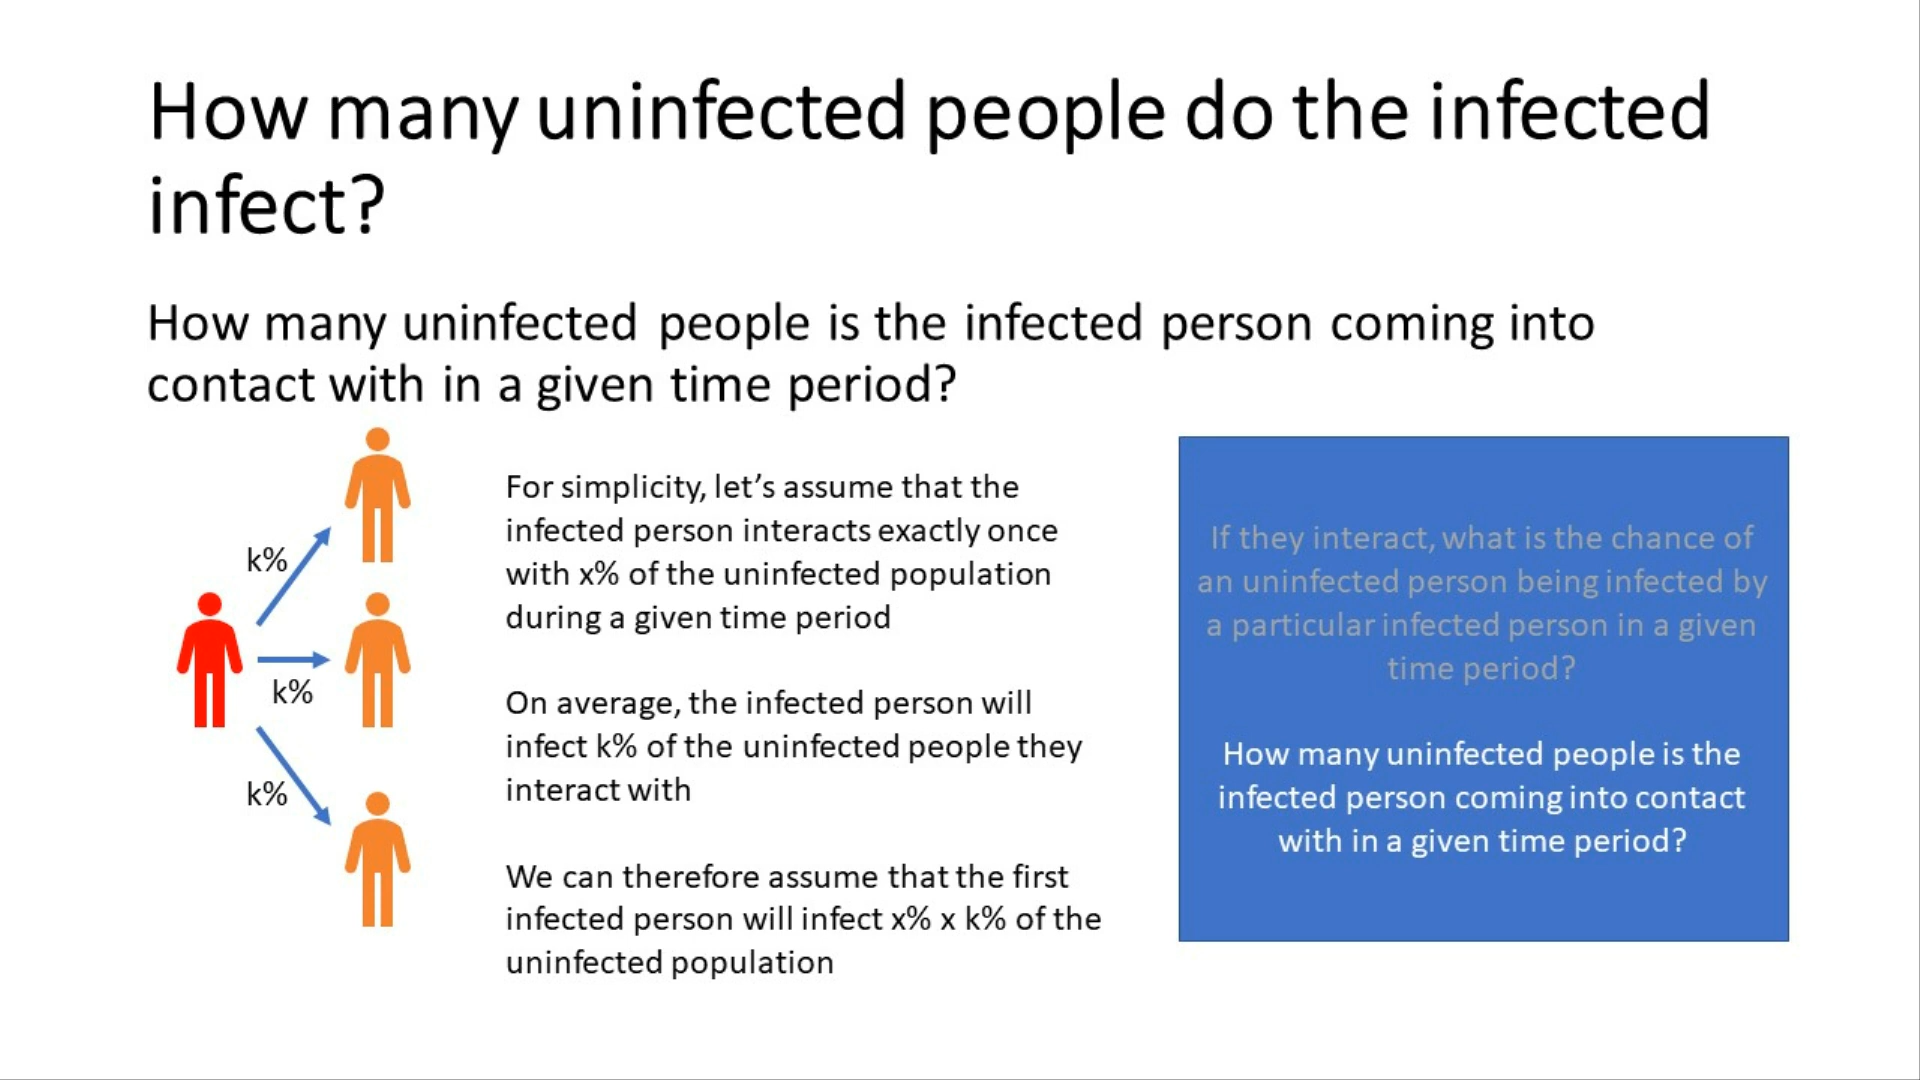 How many uninfected people do the infected
infect?
How many uninfected people is the infected person coming into
contact with in a given time period?
k%
k%
k%
For simplicity, let’s assume that the
infected person interacts exactly once
with x% of the uninfected population
during a given time period
On average, the infected person will
infect k% of the uninfected people they
interact with
We can therefore assume that the first
infected person will infect x% x k% of the
uninfected population
If they interact, what is the chance of
an uninfected person being infected by
a particular infected person in a given
time period?
How many uninfected people is the
infected person coming into contact
with in a given time period?